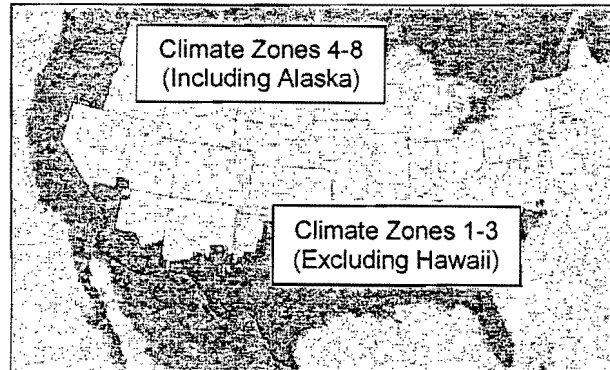 Climate Zones 4-8
(Including Alaska)
Climate Zones 1-3
(Excluding Hawaii)